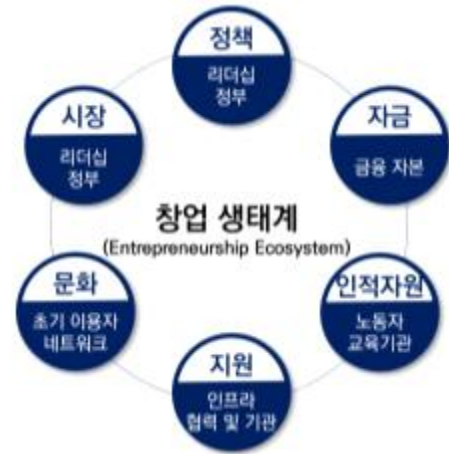 정책
리더십
정부
시장
리더십
정부
자금
금융 자본
창업 생태계
(Entrepreneurship Ecosystem)
문화
초기 이용자
네트워크
인적자원
노동자
교육기관
지원
인프라
협력 및 기관